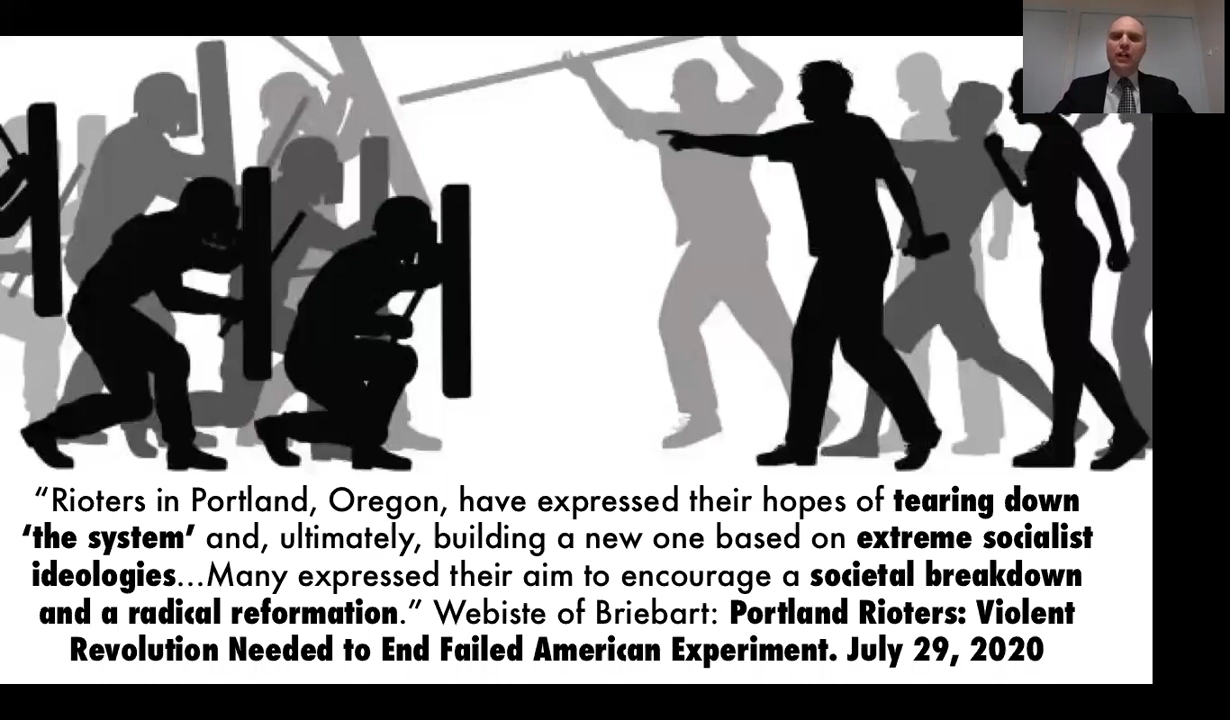 “Rioters in Portland, Oregon, have expressed their hopes of tearing down
‘the system’ and, ultimately, building a new one based on extreme socialist
ideologies...Many expressed their aim to encourage a societal breakdown
and a radical reformation.” Webiste of Briebart: Portland Rioters: Violent
Revolution Needed to End Failed American Experiment. July 29, 2020